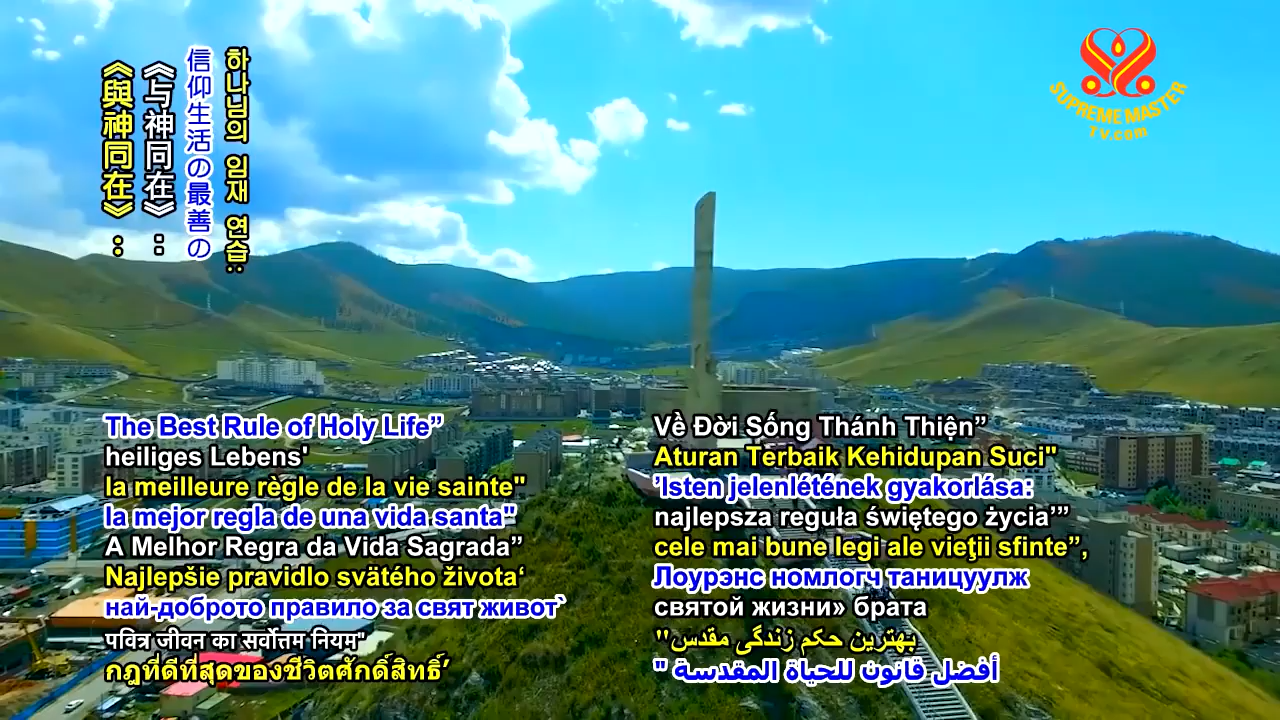 하나님의 임재 연습:
信仰生活の最善の
《与神同在》：
《與神同在》：
SUPREME MASTER
TV.com
The Best Rule of Holy Life”
heiliges Lebens'
la meilleure règle de la vie sainte"
la mejor regla de una vida santa"
A Melhor Regra da Vida Sagrada”
Najlepšie pravidlo svätého života‘
най-доброто правило за свят живот`
पवित्र जीवन का सर्वोत्तम नियम"
กฎที่ดีที่สุดของชีวิตศักดิ์สิทธิ์’
Về Đời Sống Thánh Thiện”
Aturan Terbaik Kehidupan Suci"
’Isten jelenlétének gyakorlása:
najlepsza reguła świętego życia’”
cele mai bune legi ale vieţii sfinte”,
Лоурэнс номлогч таницуулж
святой жизни» брата
بهترین حکم زندگی مقدس"
أفضل قانون للحياة المقدسة "